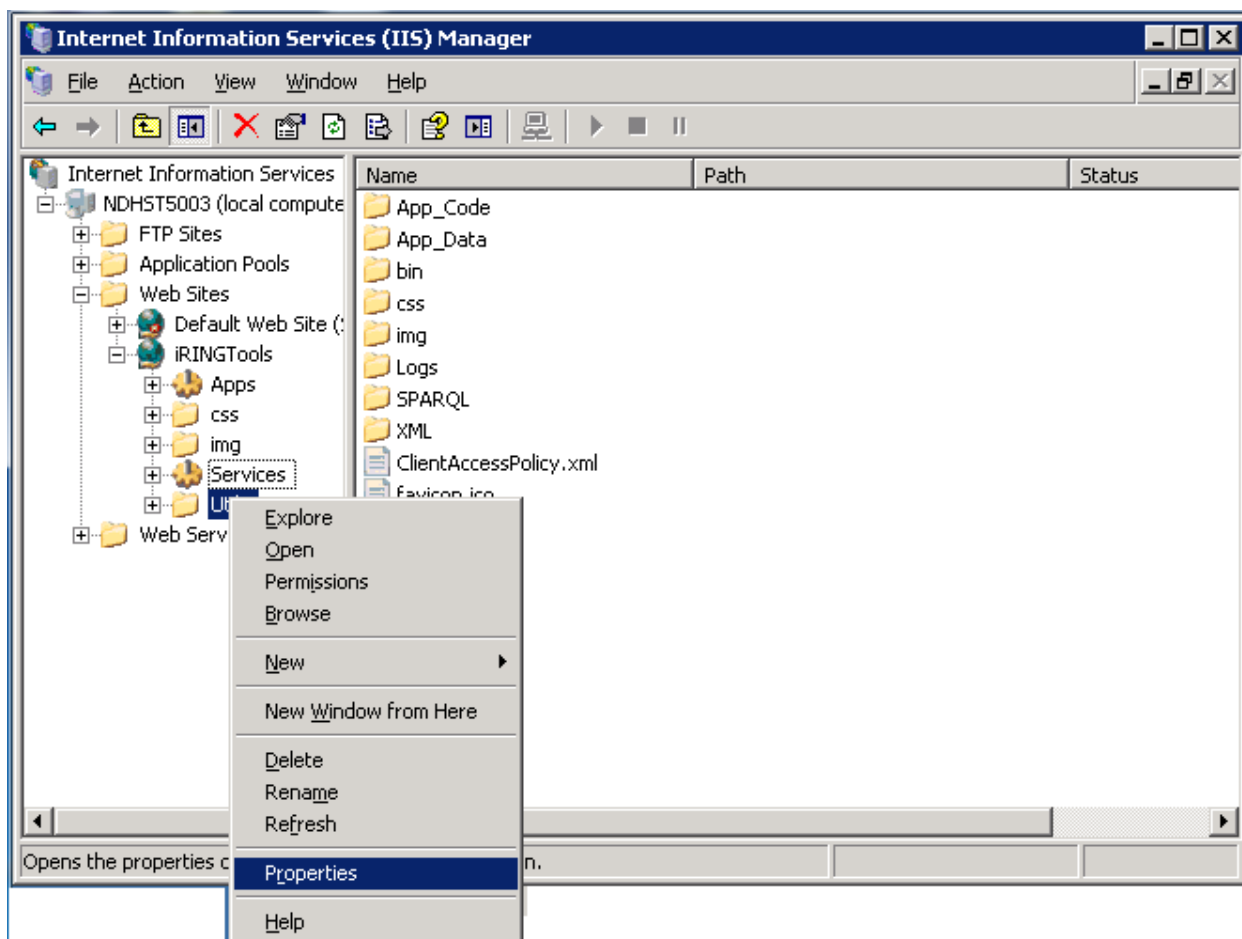 Internet Information Services (IIS) Manager
File Action View Window Help
Internet Information Services
NDHST5003 (local compute
FTP Sites
Application Pools
Web Sites
Default Web Site (
iRINGTools
Apps
css
img
Services
Web Serv
Name Path Status
App_Code
App_Data
bin
css
img
Logs
SPARQL
XML
ClientAccessPolicy.xml
favicon.ico
Explore
Open
Permissions
Browse
New
New Window from Here
Delete
Rename
Refresh
Properties
Help
Opens the properties n.